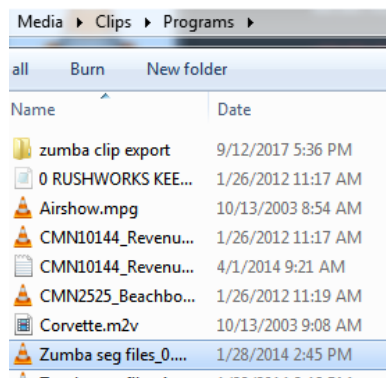 Media ▸ Clips ▸ Programs ▸
all Burn New folder
Name Date
zumba clip export 9/12/2017 5:36 PM
0 RUSHWORKS KEE... 1/26/2012 11:17 AM
Airshow.mpg 10/13/2003 8:54 AM
CMN10144_Revenu... 1/26/2012 11:17 AM
CMN10144_Revenu... 4/1/2014 9:21 AM
CMN2525_Beachbo... 1/26/2012 11:19 AM
Corvette.m2v 10/13/2003 9:08 AM
Zumba seg files_0.... 1/28/2014 2:45 PM